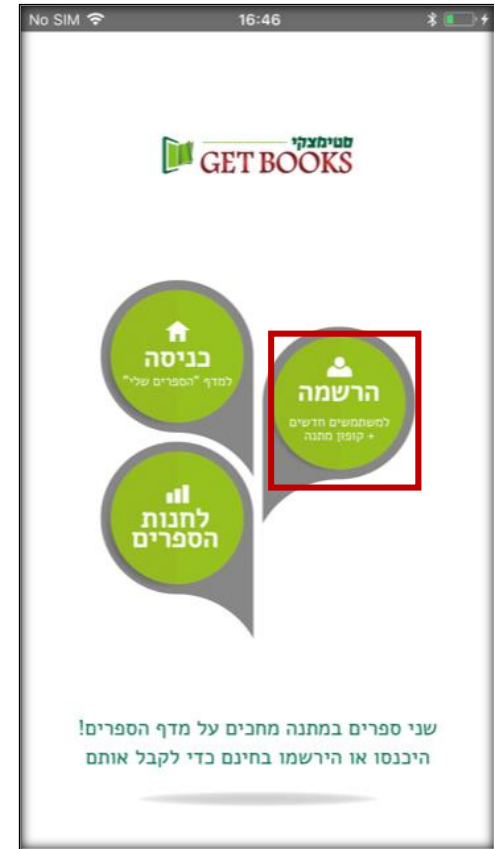 No SIM 16:46
סטימצקי
GET BOOKS
כניסה
למדף "הספרים שלי"
הרשמה
למשתמשים חדשים
+ קופון מתנה
לחנות
הספרים
שני ספרים במתנה מחכים על מדף הספרים!
היכנסו או הירשמו בחינם כדי לקבל אותם